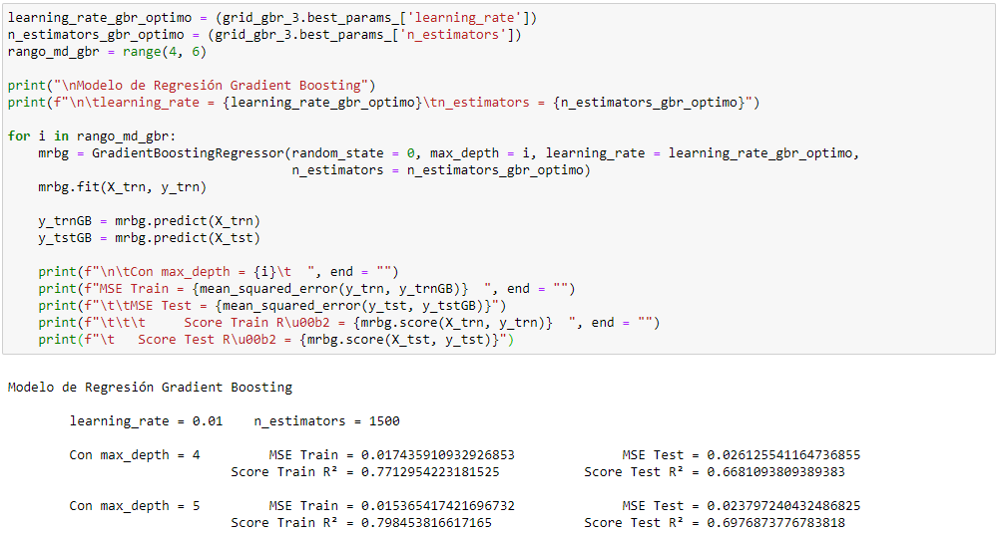 learning_rate_gbr_optimo = (grid_gbr_3.best_params_['learning_rate'])
n_estimators_gbr_optimo = (grid_gbr_3.best_params_['n_estimators'])
rango_md_gbr = range(4, 6)

print("\nModelo de Regresión Gradient Boosting")
print(f"\n\tlearning_rate = {learning_rate_gbr_optimo}\tn_estimators = {n_estimators_gbr_optimo}")

for i in rango_md_gbr:
    mrbg = GradientBoostingRegressor(random_state = 0, max_depth = i, learning_rate = learning_rate_gbr_optimo,
                                     n_estimators = n_estimators_gbr_optimo)
    mrbg.fit(X_trn, y_trn)

    y_trnGB = mrbg.predict(X_trn)
    y_tstGB = mrbg.predict(X_tst)

    print(f"\n\tCon max_depth = {i}\t  ", end = "")
    print(f"MSE Train = {mean_squared_error(y_trn, y_trnGB)}  ", end = "")
    print(f"\t\tMSE Test = {mean_squared_error(y_tst, y_tstGB)}")
    print(f"\t\t\t     Score Train R\u00b2 = {mrbg.score(X_trn, y_trn)}  ", end = "")
    print(f"\t   Score Test R\u00b2 = {mrbg.score(X_tst, y_tst)}")

Modelo de Regresión Gradient Boosting

        learning_rate = 0.01    n_estimators = 1500

        Con max_depth = 4         MSE Train = 0.017435910932926853              MSE Test = 0.026125541164736855
                             Score Train R² = 0.7712954223181525           Score Test R² = 0.6681093809389383

        Con max_depth = 5         MSE Train = 0.015365417421696732              MSE Test = 0.023797240432486825
                             Score Train R² = 0.798453816617165            Score Test R² = 0.6976873776783818